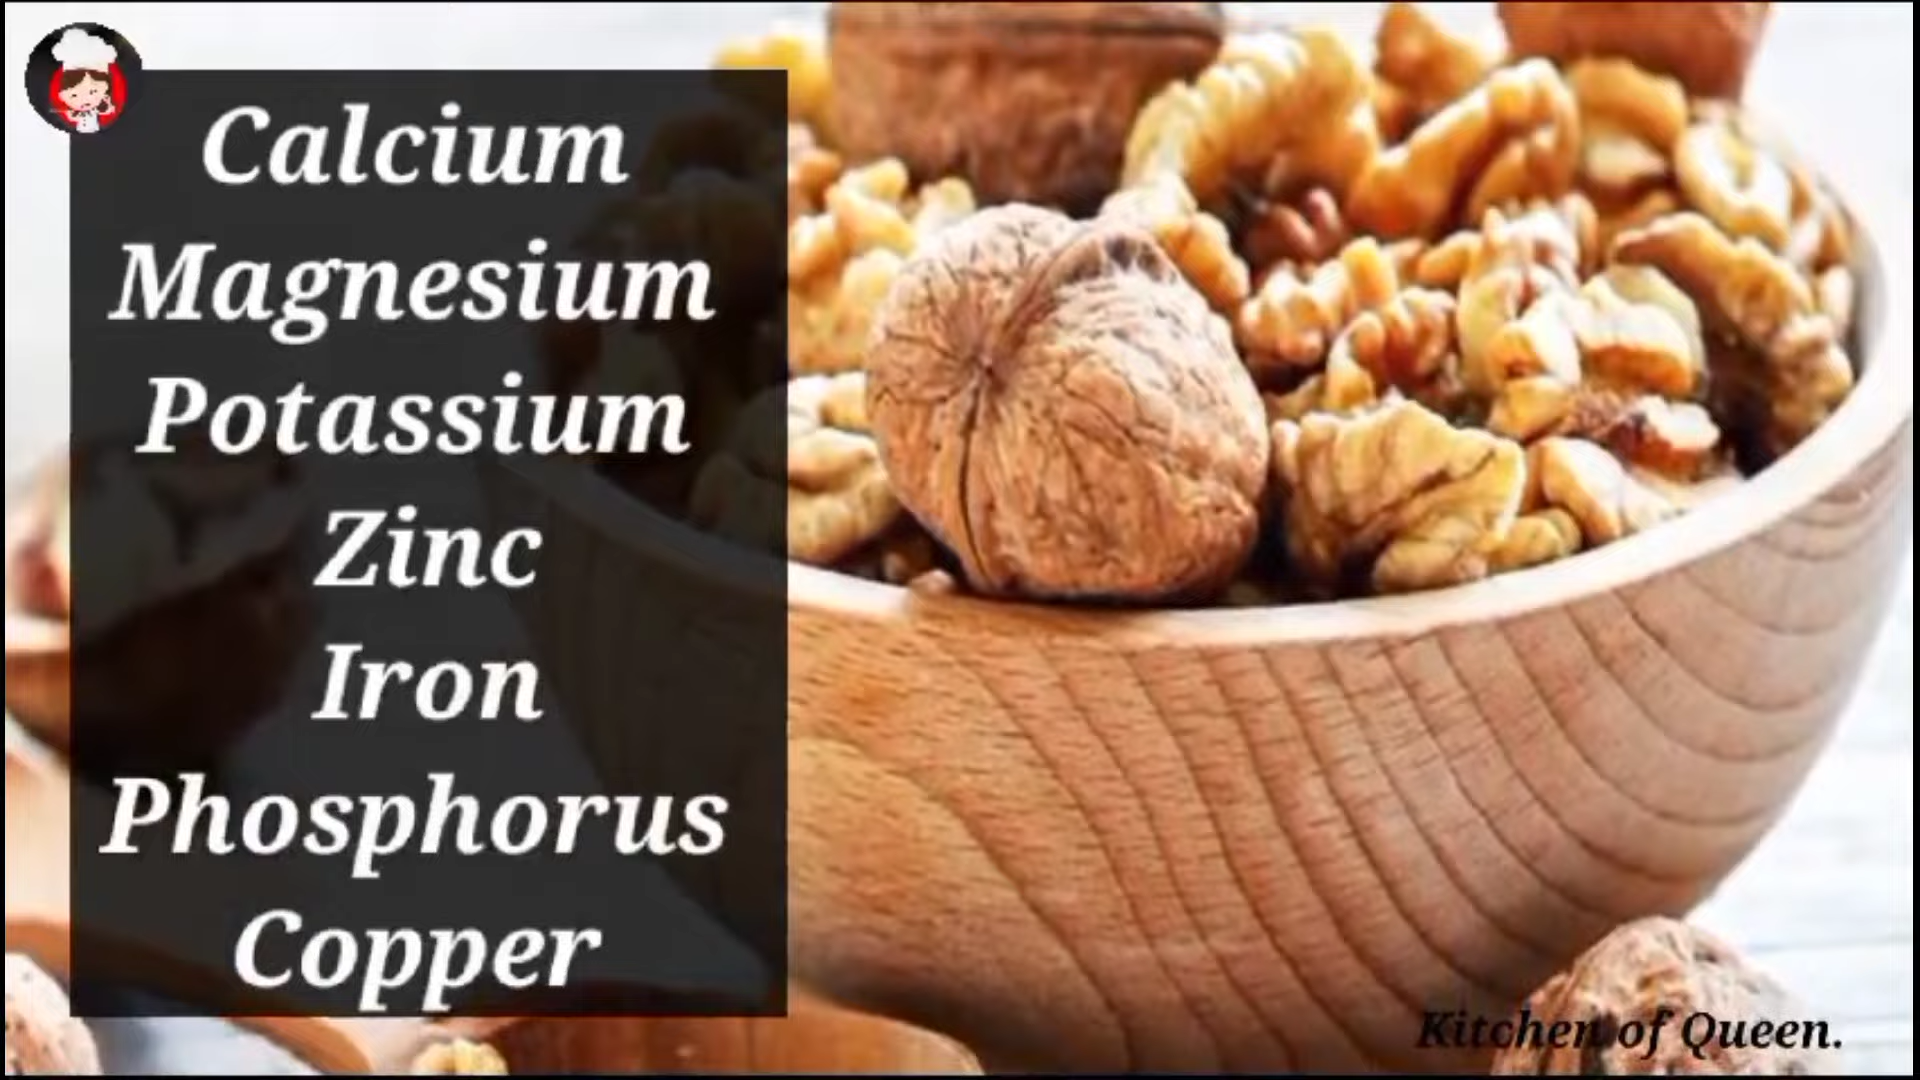 Calcium
Magnesium
Potassium
Zinc
Iron
Phosphorus
Copper
Kitchen of Queen.